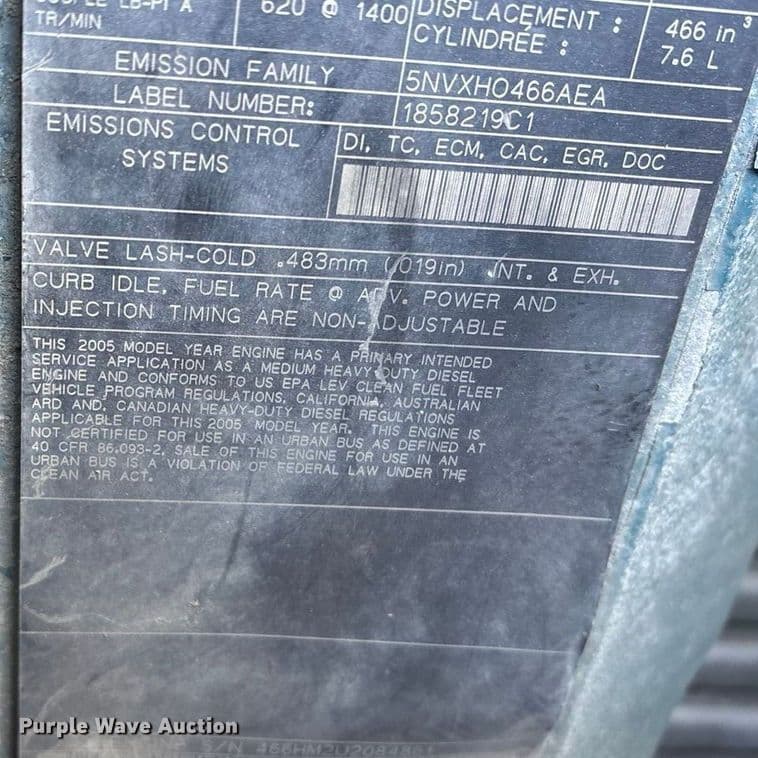 LB-PI A
TR/MIN
620 @ 1400
DISPLACEMENT :
CYLINDRÉE :
466 in³
7.6 L
EMISSION FAMILY
5NVXH0466AEA
LABEL NUMBER:
1858219C1
EMISSIONS CONTROL
SYSTEMS
DI, TC, ECM, CAC, EGR, DOC
VALVE LASH-COLD .483mm (.019in) INT. & EXH.
CURB IDLE, FUEL RATE @ ADV. POWER AND
INJECTION TIMING ARE NON-ADJUSTABLE
THIS 2005 MODEL YEAR ENGINE HAS A PRIMARY INTENDED
SERVICE APPLICATION AS A MEDIUM HEAVY-DUTY DIESEL
ENGINE AND CONFORMS TO US EPA LEV CLEAN FUEL FLEET
VEHICLE PROGRAM REGULATIONS, CALIFORNIA, AUSTRALIAN
ARD AND, CANADIAN HEAVY-DUTY DIESEL REGULATIONS
APPLICABLE FOR THIS 2005 MODEL YEAR. THIS ENGINE IS
NOT CERTIFIED FOR USE IN AN URBAN BUS AS DEFINED AT
40 CFR 86.093-2. SALE OF THIS ENGINE FOR USE IN AN
URBAN BUS IS A VIOLATION OF FEDERAL LAW UNDER THE
CLEAN AIR ACT.
Purple Wave Auction
S/N 466HM2U2084861